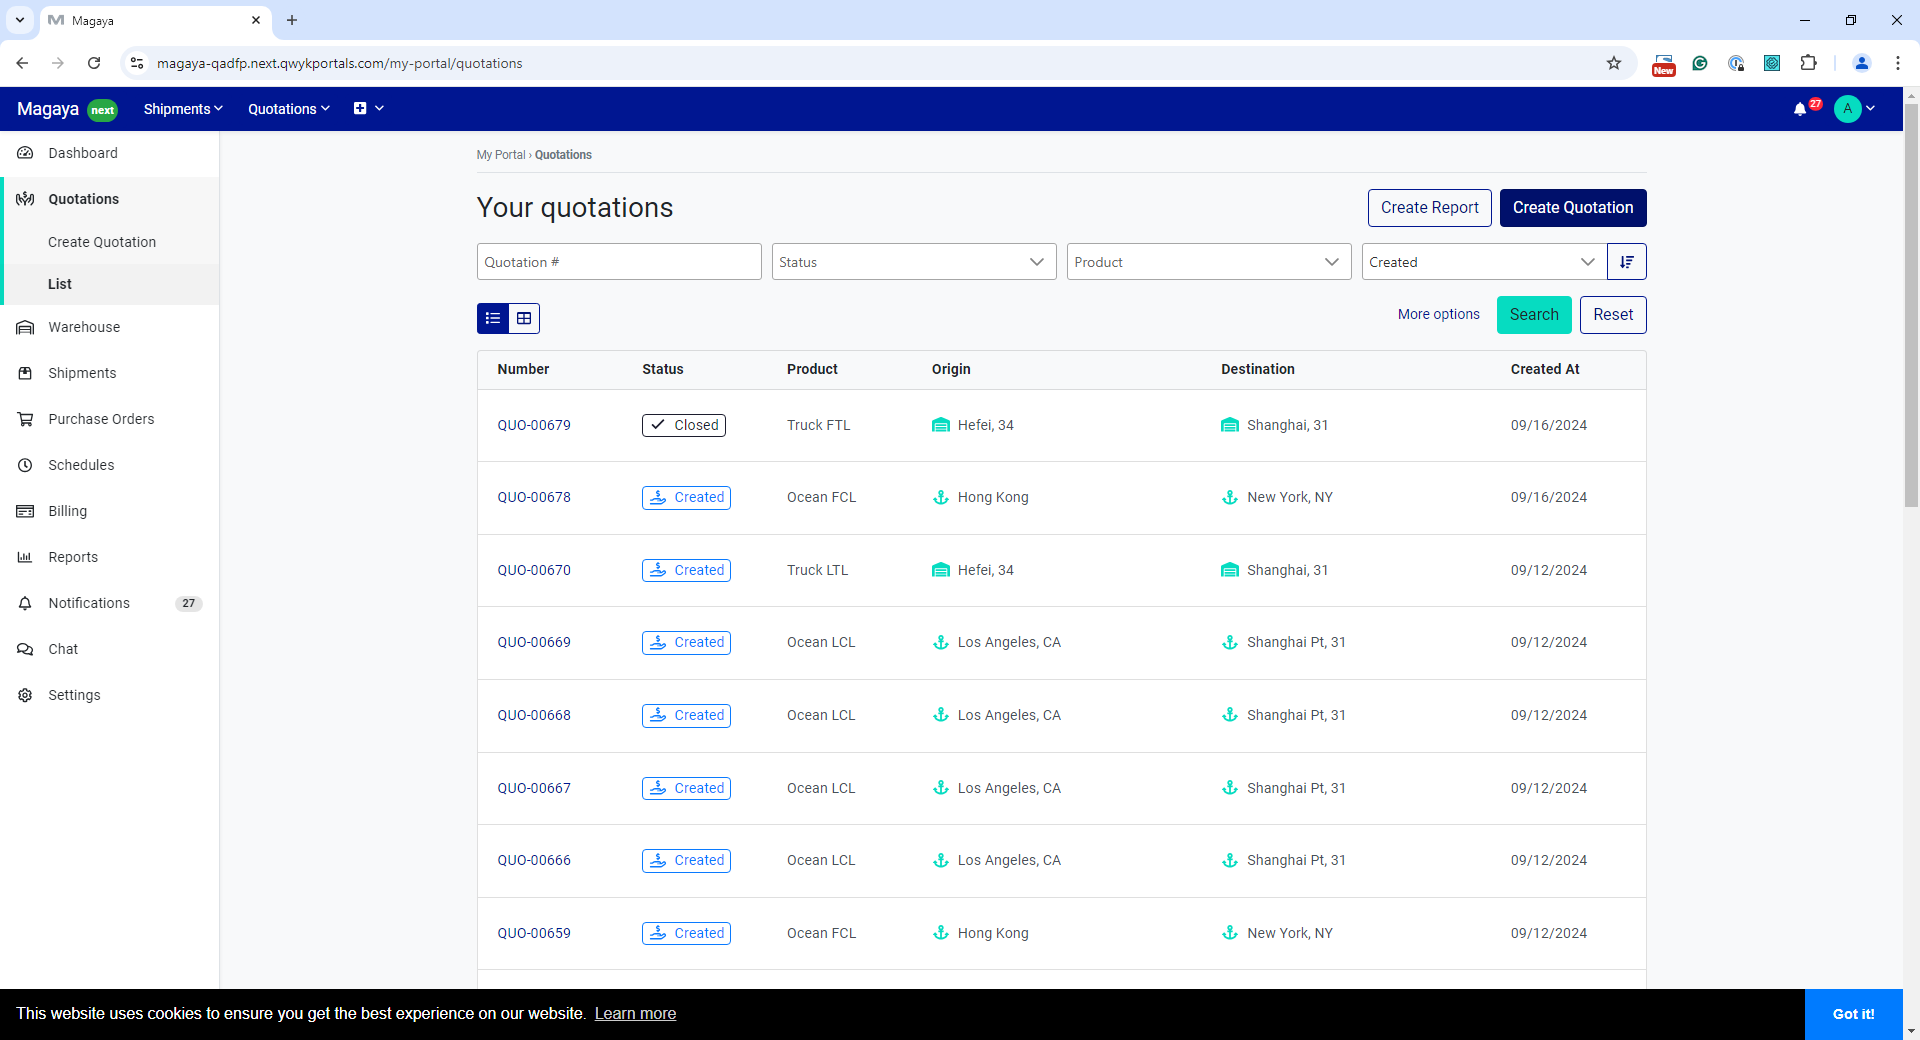 Magaya
magaya-qadfp.next.qwykportals.com/my-portal/quotations
New
Magaya next Shipments Quotations 27 A
Dashboard
Quotations
Create Quotation
List
Warehouse
Shipments
Purchase Orders
Schedules
Billing
Reports
Notifications 27
Chat
Settings
My Portal › Quotations
Your quotations Create Report Create Quotation
Quotation # Status Product Created
More options Search Reset
Number Status Product Origin Destination Created At
QUO-00679 Closed Truck FTL Hefei, 34 Shanghai, 31 09/16/2024
QUO-00678 Created Ocean FCL Hong Kong New York, NY 09/16/2024
QUO-00670 Created Truck LTL Hefei, 34 Shanghai, 31 09/12/2024
QUO-00669 Created Ocean LCL Los Angeles, CA Shanghai Pt, 31 09/12/2024
QUO-00668 Created Ocean LCL Los Angeles, CA Shanghai Pt, 31 09/12/2024
QUO-00667 Created Ocean LCL Los Angeles, CA Shanghai Pt, 31 09/12/2024
QUO-00666 Created Ocean LCL Los Angeles, CA Shanghai Pt, 31 09/12/2024
QUO-00659 Created Ocean FCL Hong Kong New York, NY 09/12/2024
This website uses cookies to ensure you get the best experience on our website. Learn more Got it!